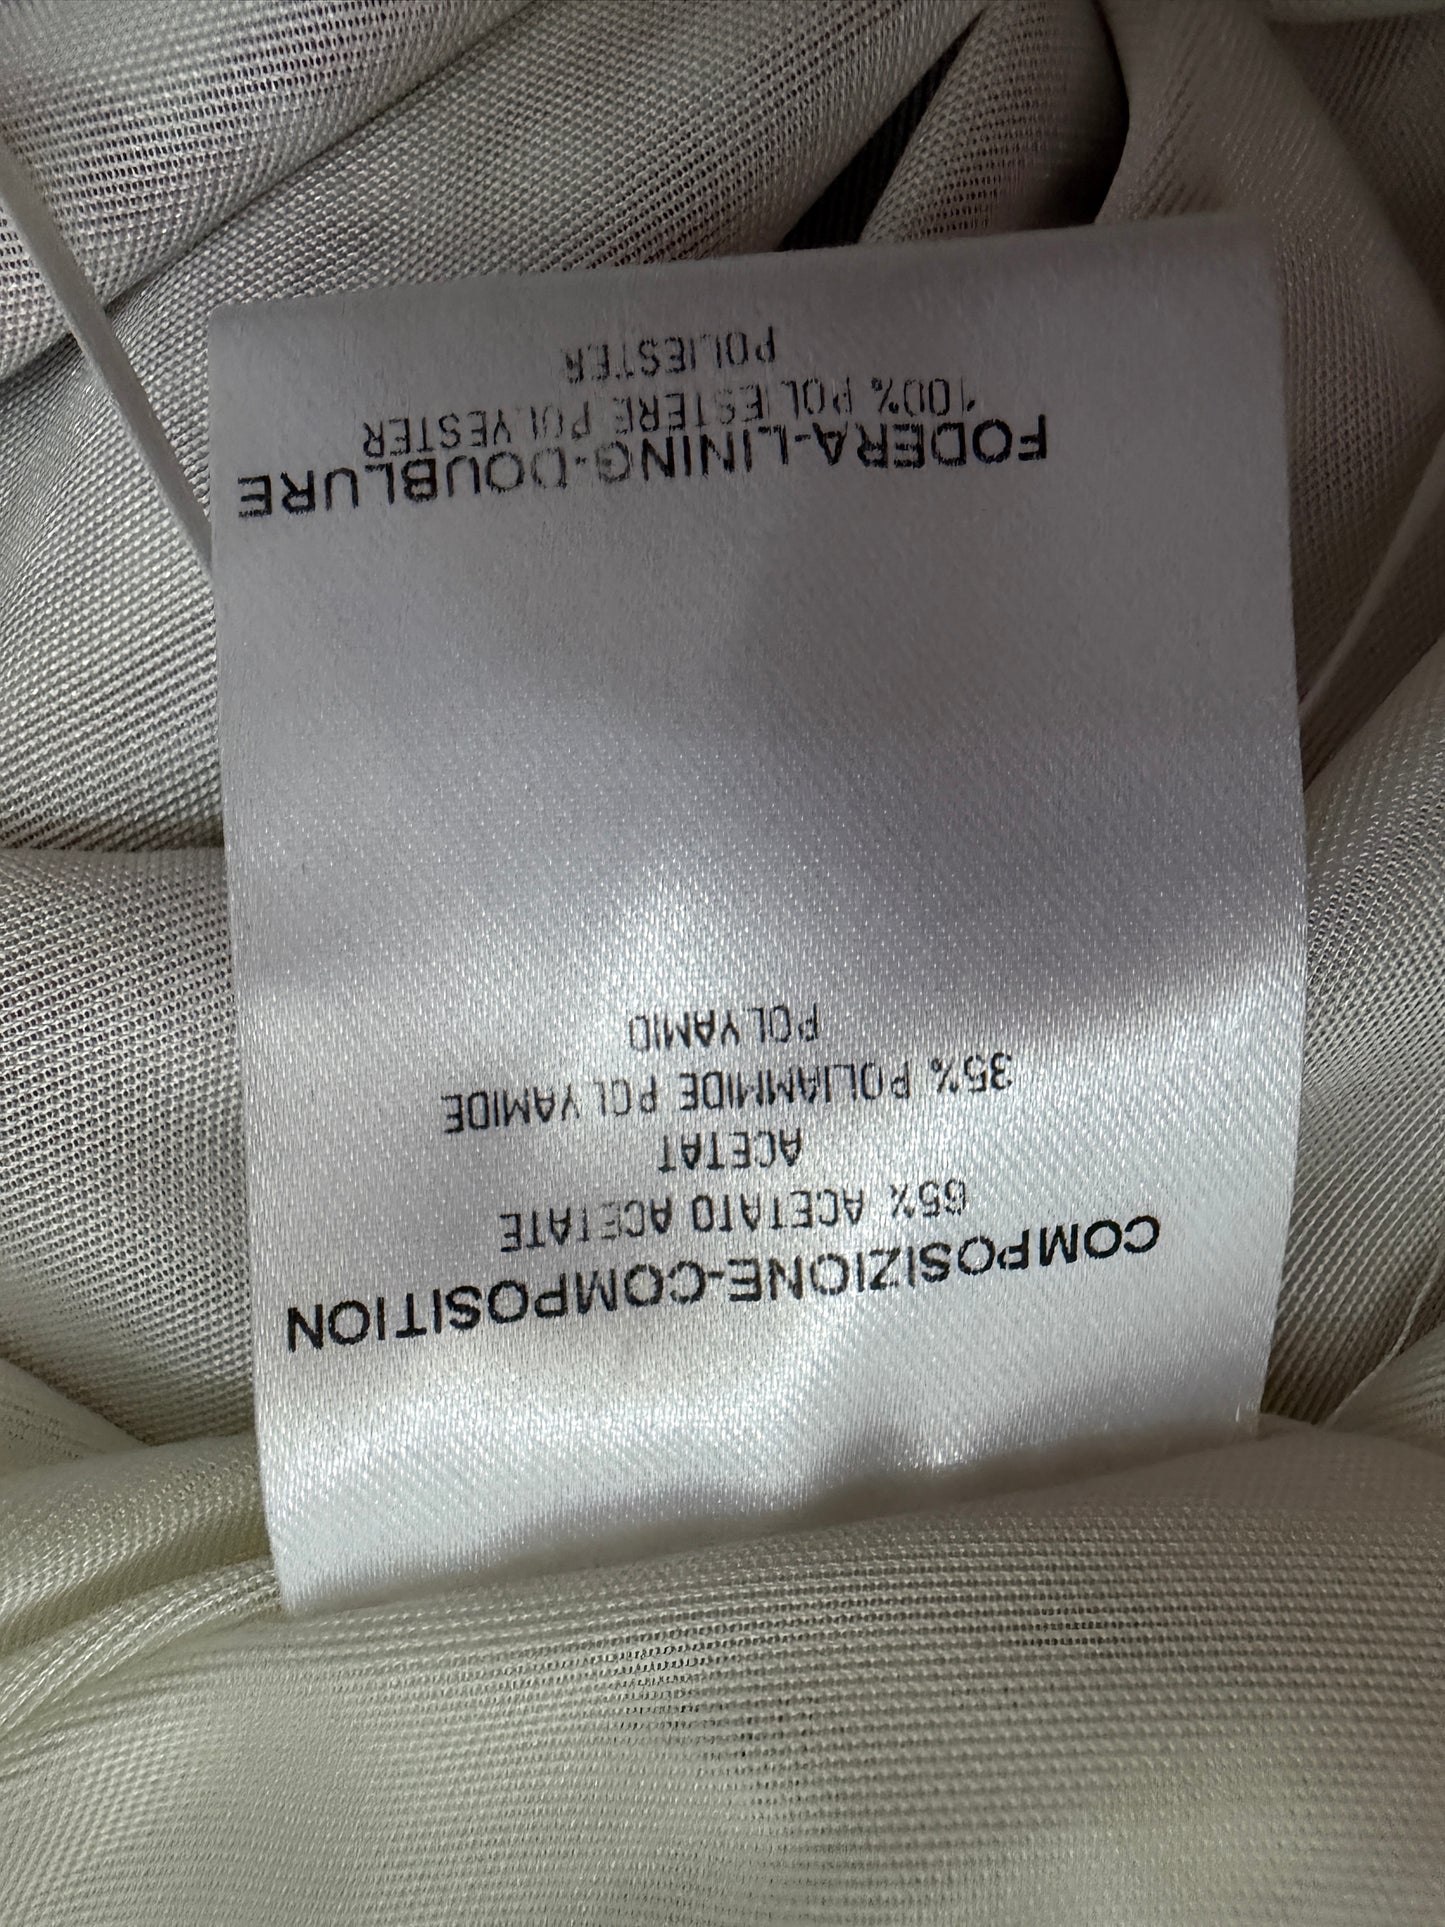 COMPOSIZIONE-COMPOSITION
65% ACETATO ACETATE
ACETAT
35% POLIAMMIDE POLYAMIDE
POLYAMID
FODERA-LINING-DOUBLURE
100% POLIESTERE POLYESTER
POLIESTER